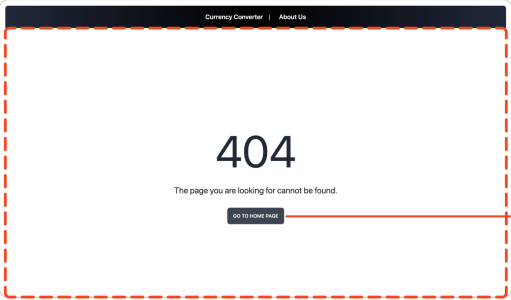 Currency Converter | About Us
404
The page you are looking for cannot be found.
GO TO HOME PAGE